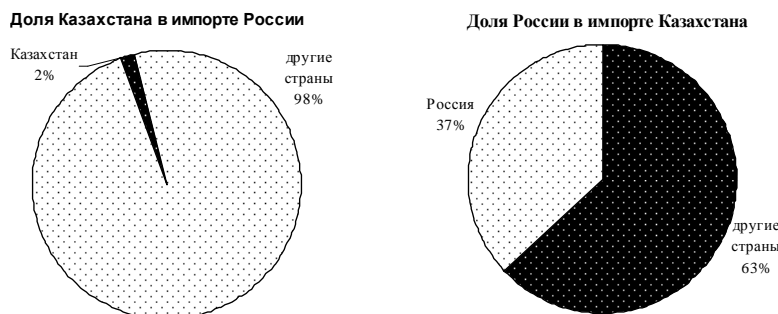 Доля Казахстана в импорте России
Казахстан
2%
другие
страны
98%
Доля России в импорте Казахстана
Россия
37%
другие
страны
63%